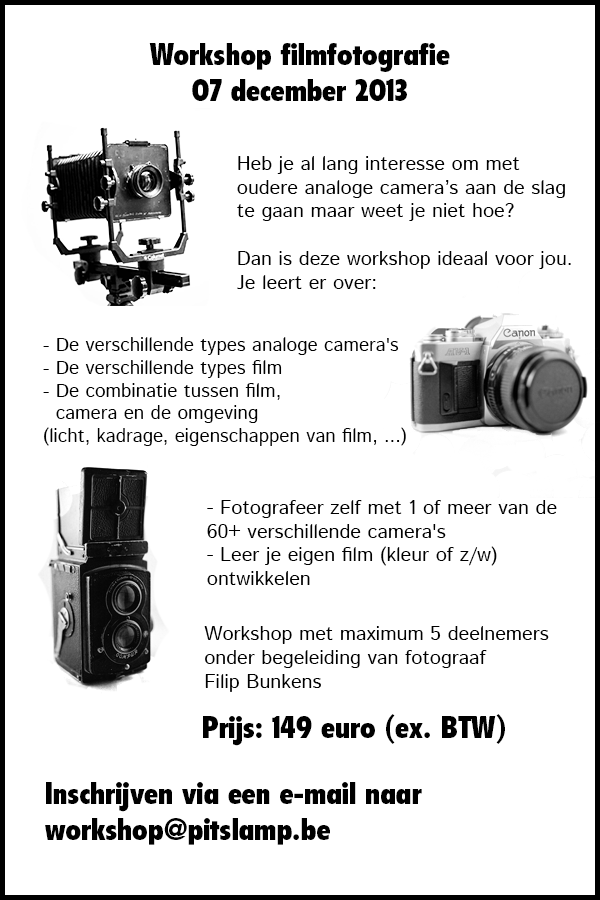 Workshop filmfotografie
07 december 2013
Heb je al lang interesse om met
oudere analoge camera's aan de slag
te gaan maar weet je niet hoe?
Dan is deze workshop ideaal voor jou.
Je leert er over:
- De verschillende types analoge camera's
- De verschillende types film
- De combinatie tussen film,
camera en de omgeving
(licht, kadrage, eigenschappen van film, ...)
Canon
- Fotografeer zelf met 1 of meer van de
60+ verschillende camera's
- Leer je eigen film (kleur of z/w)
ontwikkelen
Workshop met maximum 5 deelnemers
onder begeleiding van fotograaf
Filip Bunkens
Prijs: 149 euro (ex. BTW)
Inschrijven via een e-mail naar
workshop@pitslamp.be